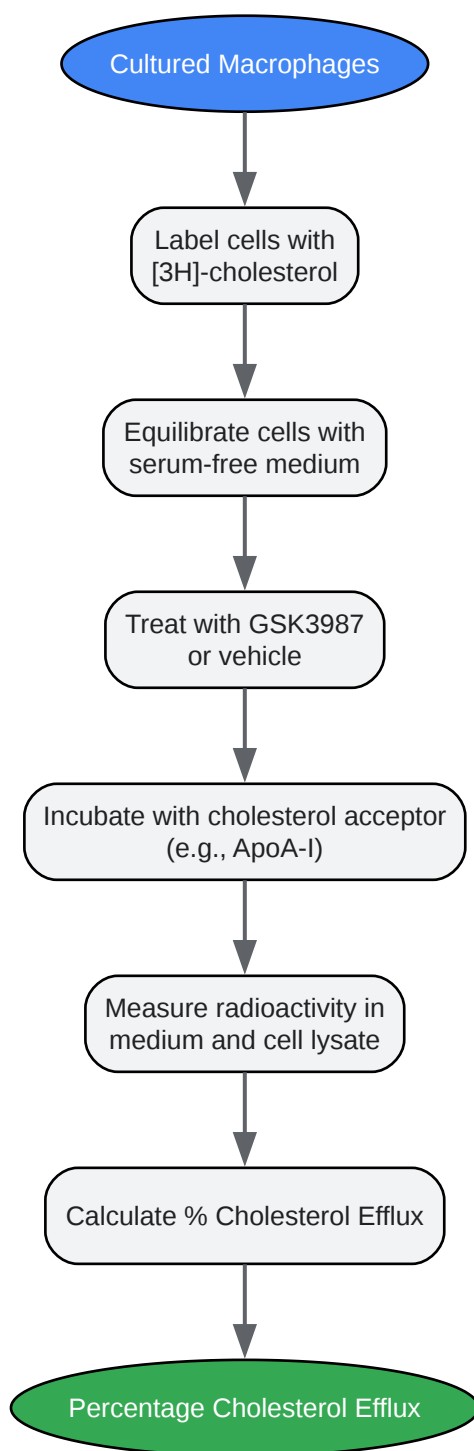 Cultured Macrophages
Label cells with
[3H]-cholesterol
Equilibrate cells with
serum-free medium
Treat with GSK3987
or vehicle
Incubate with cholesterol acceptor
(e.g., ApoA-I)
Measure radioactivity in
medium and cell lysate
Calculate % Cholesterol Efflux
Percentage Cholesterol Efflux